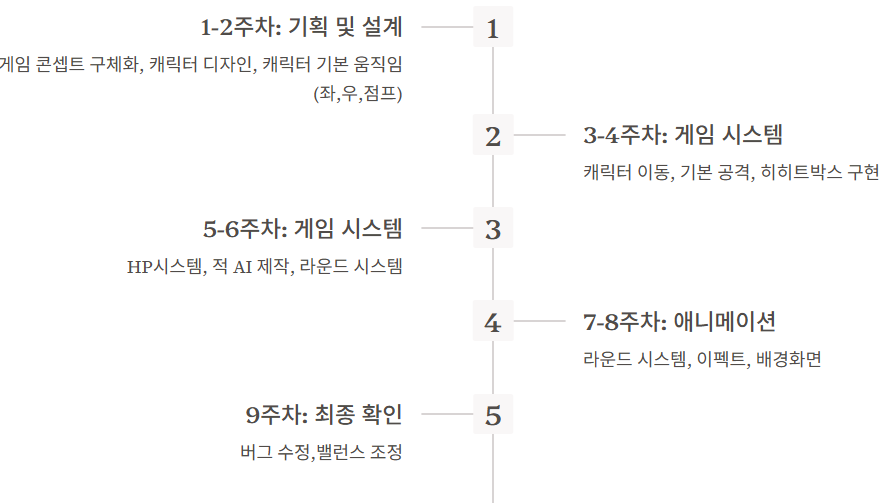 1-2주차: 기획 및 설계
1
게임 콘셉트 구체화, 캐릭터 디자인, 캐릭터 기본 움직임
(좌,우,점프)
2
3-4주차: 게임 시스템
캐릭터 이동, 기본 공격, 히히트박스 구현
5-6주차: 게임 시스템
3
HP시스템, 적 AI 제작, 라운드 시스템
4
7-8주차: 애니메이션
라운드 시스템, 이펙트, 배경화면
9주차: 최종 확인
5
버그 수정,밸런스 조정